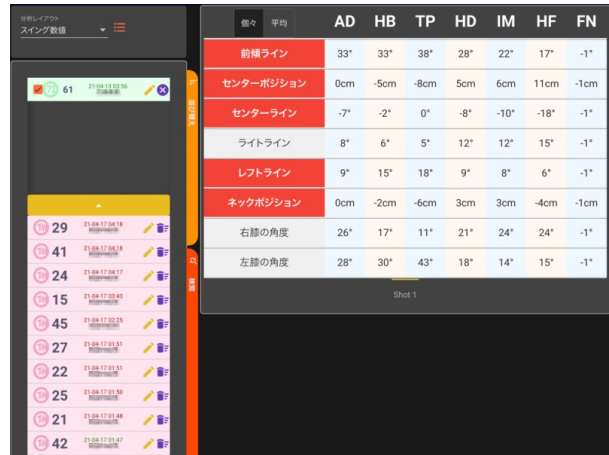 分析レイアウト
スイング数値
61 21-04-13 03:56
並び替え
29 21-04-17 04:18
41 21-04-17 04:18
24 21-04-17 04:17
15 21-04-17 03:43
45 21-04-17 02:25
27 21-04-17 01:51
22 21-04-17 01:51
25 21-04-17 01:50
21 21-04-17 01:48
42 21-04-17 01:47
検索
個々 平均 AD HB TP HD IM HF FN
前傾ライン 33° 33° 38° 28° 22° 17° -1°
センターポジション 0cm -5cm -8cm 5cm 6cm 11cm -1cm
センターライン -7° -2° 0° -8° -10° -18° -1°
ライトライン 8° 6° 5° 12° 12° 15° -1°
レフトライン 9° 15° 18° 9° 8° 6° -1°
ネックポジション 0cm -2cm -6cm 3cm 3cm -4cm -1cm
右膝の角度 26° 17° 11° 21° 24° 24° -1°
左膝の角度 28° 30° 43° 18° 14° 15° -1°
Shot 1